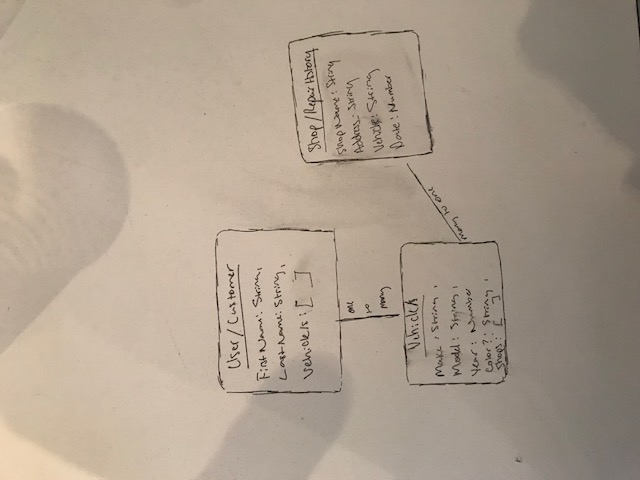 User/Customer
First Name: String,
Last Name: String,
Vehicle/s: [ ]
one
to
many
Vehicle/s
Make: String,
Model: String,
Year: Number
Color?: String,
Shops: [ ]
many to one
Shop/Repair History
Shop Name: String
Address: String
Vehicle: String
Date: Number